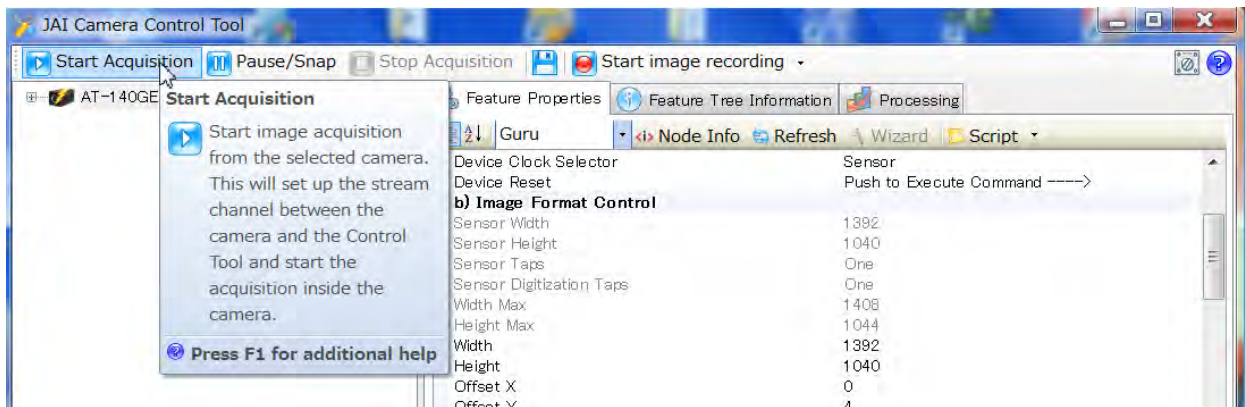 JAI Camera Control Tool
Start Acquisition Pause/Snap Stop Acquisition Start image recording
AT-140GE
Start Acquisition
Start image acquisition
from the selected camera.
This will set up the stream
channel between the
camera and the Control
Tool and start the
acquisition inside the
camera.
Press F1 for additional help
Feature Properties Feature Tree Information Processing
Guru Node Info Refresh Wizard Script
Device Clock Selector Sensor
Device Reset Push to Execute Command ---->
b) Image Format Control
Sensor Width 1392
Sensor Height 1040
Sensor Taps One
Sensor Digitization Taps One
Width Max 1408
Height Max 1044
Width 1392
Height 1040
Offset X 0
Offset Y 4